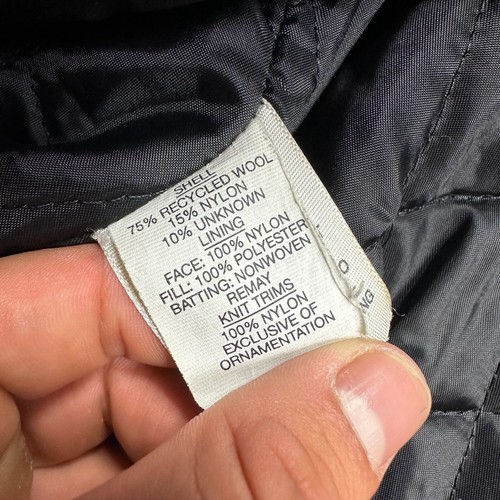 SHELL
75% RECYCLED WOOL
15% NYLON
10% UNKNOWN
LINING
FACE: 100% NYLON
FILL: 100% POLYESTER
BATTING: NONWOVEN
REMAY
KNIT TRIMS
100% NYLON
EXCLUSIVE OF
ORNAMENTATION
O
NG